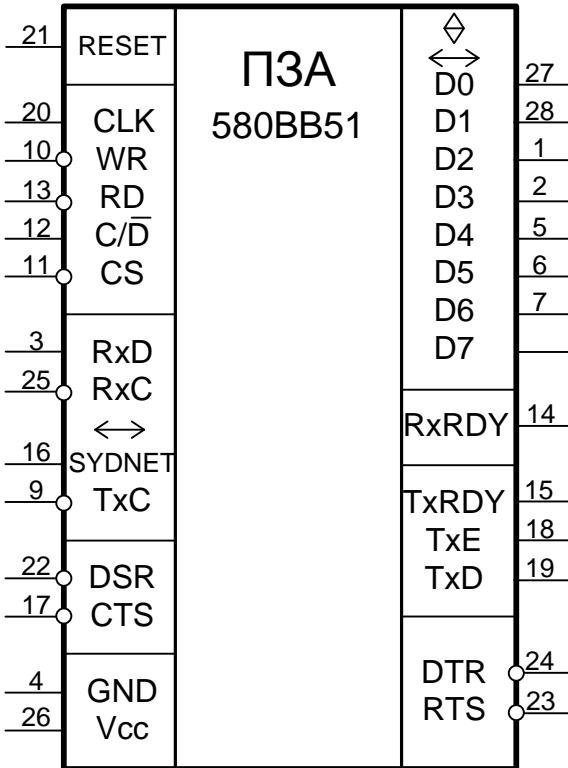 21 RESET
20 CLK
10 WR
13 RD
12 C/D̅
11 CS
3 RxD
25 RxC
16 SYDNET
9 TxC
22 DSR
17 CTS
4 GND
26 Vcc
ПЗА
580ВВ51
D0 27
D1 28
D2 1
D3 2
D4 5
D5 6
D6 7
D7
RxRDY 14
TxRDY 15
TxE 18
TxD 19
DTR 24
RTS 23